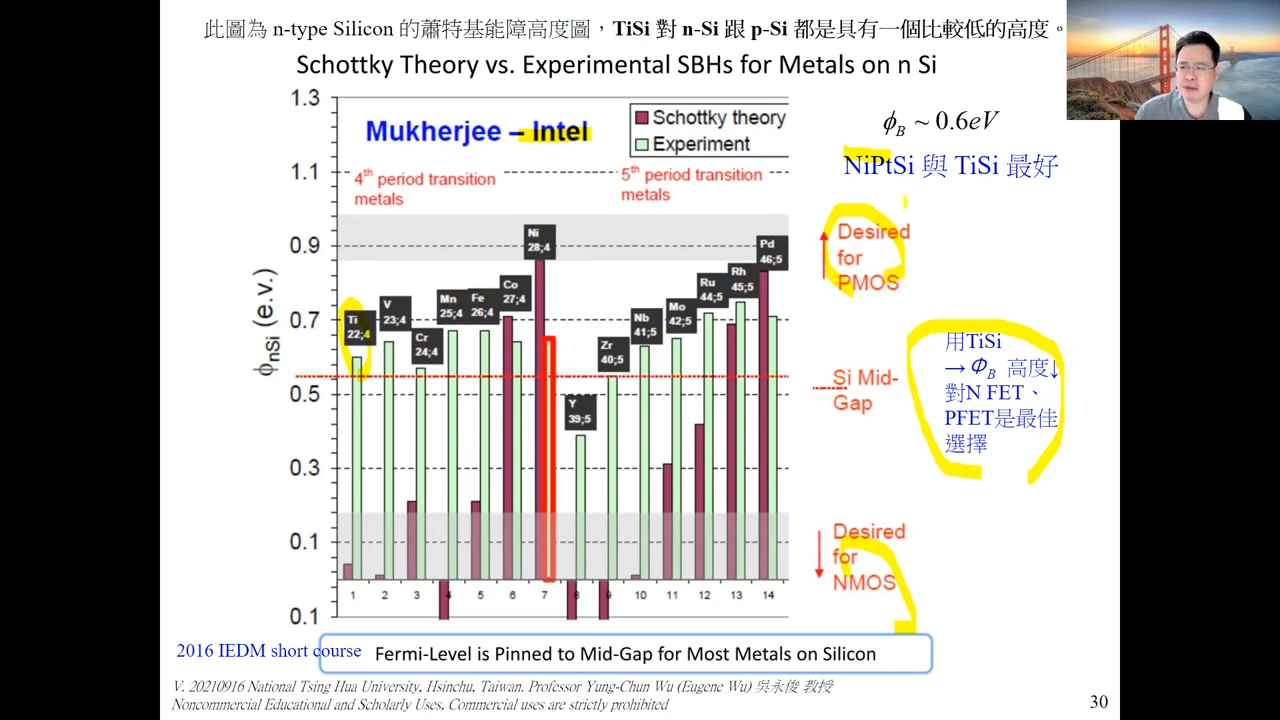 此圖為 n-type Silicon 的蕭特基能障高度圖，TiSi 對 n-Si 跟 p-Si 都是具有一個比較低的高度。
Schottky Theory vs. Experimental SBHs for Metals on n Si
1.3
1.1
0.9
0.7
0.5
0.3
0.1
0.1
ϕnSi (e.v.)
Mukherjee – Intel
Schottky theory
Experiment
4th period transition
metals
5th period transition
metals
Ti
22;4
V
23;4
Cr
24;4
Mn
25;4
Fe
26;4
Co
27;4
Ni
28;4
Y
39;5
Zr
40;5
Nb
41;5
Mo
42;5
Ru
44;5
Rh
45;5
Pd
46;5
1 2 3 4 5 6 7 8 9 10 11 12 13 14
ϕB ~ 0.6eV
NiPtSi 與 TiSi 最好
Desired
for
PMOS
Si Mid-
Gap
Desired
for
NMOS
用TiSi
→ ΦB 高度↓
對N FET、
PFET是最佳
選擇
2016 IEDM short course
Fermi-Level is Pinned to Mid-Gap for Most Metals on Silicon
V. 20210916 National Tsing Hua University, Hsinchu, Taiwan. Professor Yung-Chun Wu (Eugene Wu) 吳永俊 教授
Noncommercial Educational and Scholarly Uses, Commercial uses are strictly prohibited
30